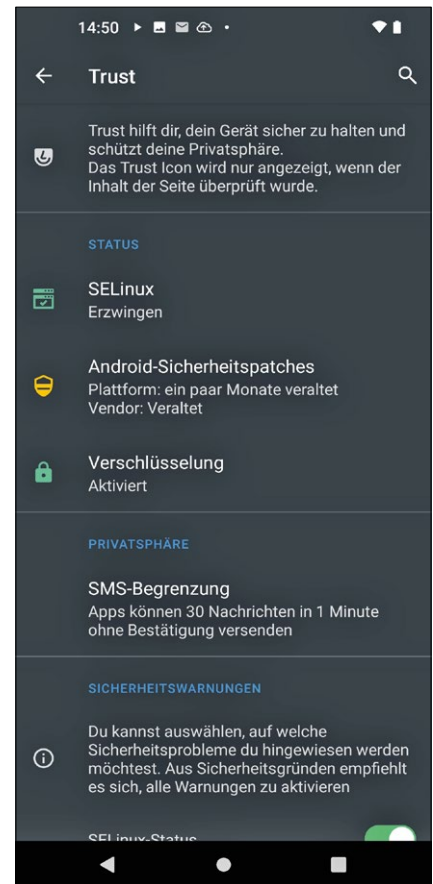 14:50
Trust
Trust hilft dir, dein Gerät sicher zu halten und
schützt deine Privatsphäre.
Das Trust Icon wird nur angezeigt, wenn der
Inhalt der Seite überprüft wurde.
STATUS
SELinux
Erzwingen
Android-Sicherheitspatches
Plattform: ein paar Monate veraltet
Vendor: Veraltet
Verschlüsselung
Aktiviert
PRIVATSPHÄRE
SMS-Begrenzung
Apps können 30 Nachrichten in 1 Minute
ohne Bestätigung versenden
SICHERHEITSWARNUNGEN
Du kannst auswählen, auf welche
Sicherheitsprobleme du hingewiesen werden
möchtest. Aus Sicherheitsgründen empfiehlt
es sich, alle Warnungen zu aktivieren
SELinux-Status